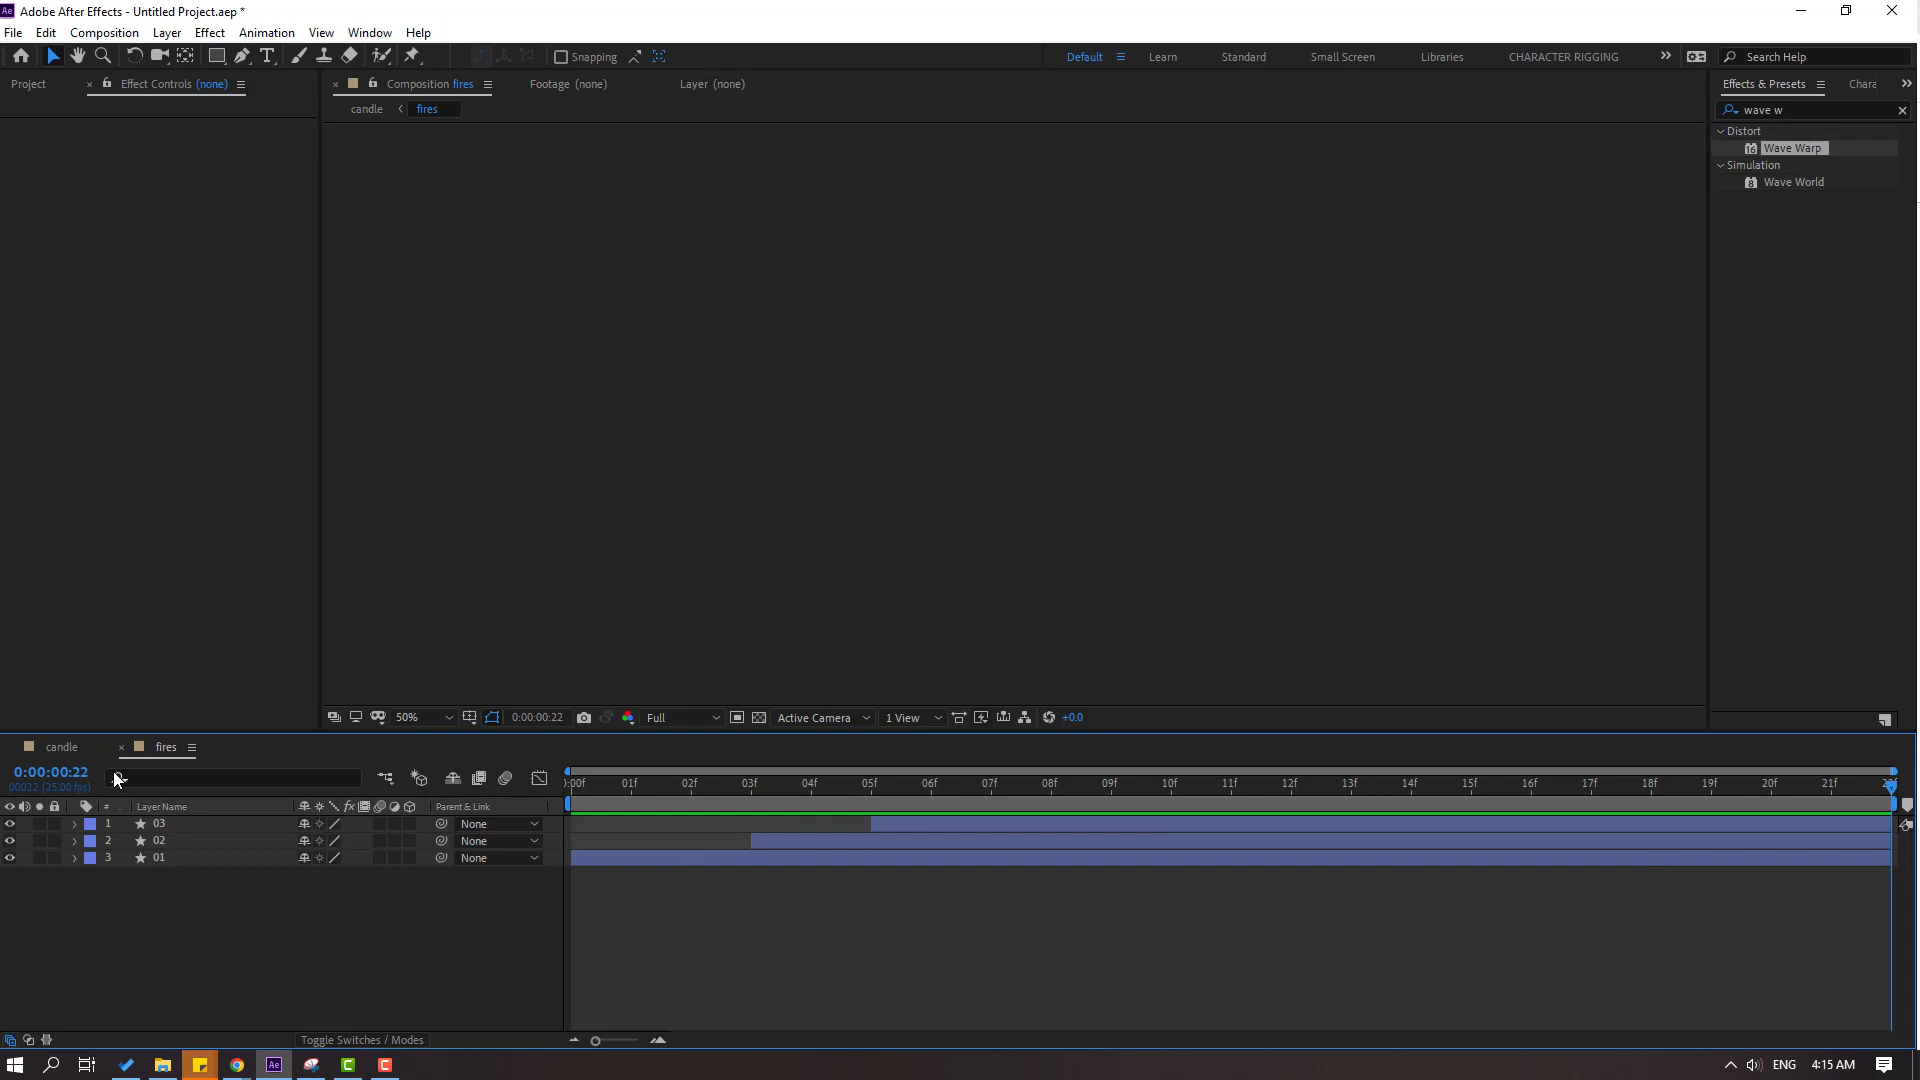 Ae Adobe After Effects - Untitled Project.aep *
File Edit Composition Layer Effect Animation View Window Help
Snapping
Default Learn Standard Small Screen Libraries CHARACTER RIGGING Search Help
Project Effect Controls (none) Composition fires Footage (none) Layer (none) Effects & Presets Chara
candle fires
wave w
Distort
16 Wave Warp
Simulation
8 Wave World
50% 0:00:00:22 Full Active Camera 1 View +0.0
candle fires
0:00:00:22
00022 (25.00 fps)
:00f 01f 02f 03f 04f 05f 06f 07f 08f 09f 10f 11f 12f 13f 14f 15f 16f 17f 18f 19f 20f 21f
# Layer Name fx Parent & Link
1 03 None
2 02 None
3 01 None
Toggle Switches / Modes
Ae ENG 4:15 AM